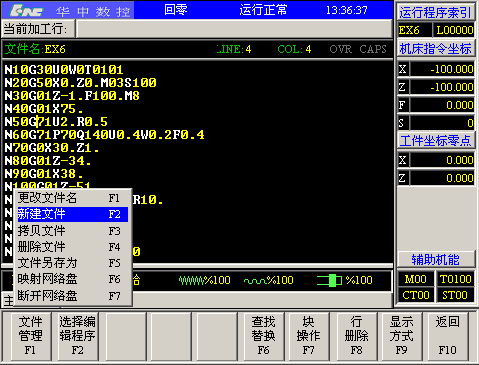 华中数控 回零 运行正常 13:36:37
运行程序索引
当前加工行:
EX6 L00000
文件名:EX6 LINE:4 COL:4 OVR CAPS
机床指令坐标
X -100.000
Z -100.000
F 0.000
S 0
工件坐标零点
X 0.000
Z 0.000
辅助机能
M00 T0100
CT00 ST00
N10G30U0W0T0101
N20G50X0.Z0.M03S100
N30G01Z-1.F100.M8
N40G01X75.
N50G71U2.R0.5
N60G71P70Q140U0.4W0.2F0.4
N70G0X30.Z1.
N80G01Z-34.
N90G01X38.
N100G01Z-51
R10.
更改文件名 F1
新建文件 F2
拷贝文件 F3
删除文件 F4
文件另存为 F5
映射网络盘 F6
断开网络盘 F7
%100 %100 %100
文件管理 F1
选择编辑程序 F2
查找替换 F6
块操作 F7
行删除 F8
显示方式 F9
返回 F10